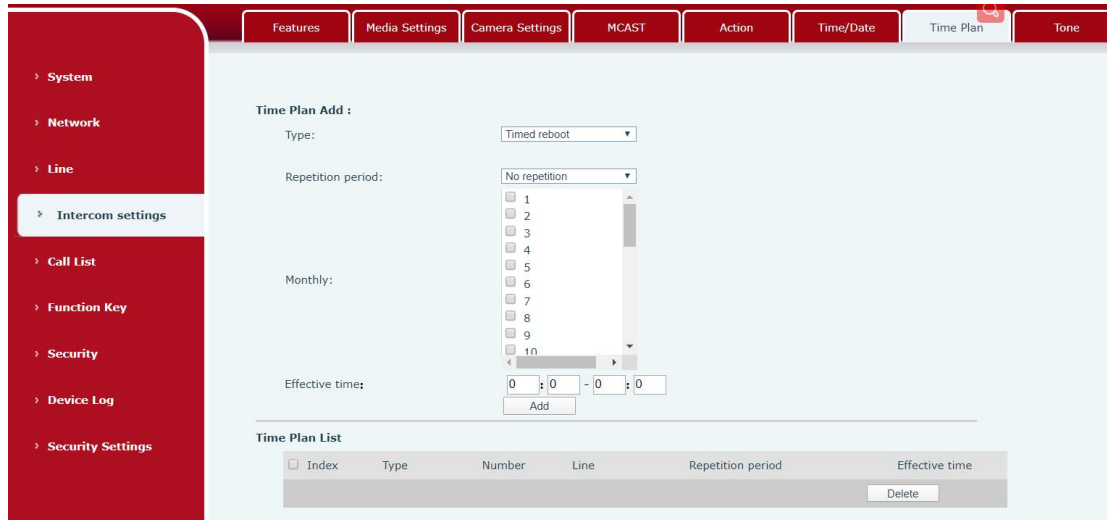 Features Media Settings Camera Settings MCAST Action Time/Date Time Plan Tone
System
Network
Line
Intercom settings
Call List
Function Key
Security
Device Log
Security Settings
Time Plan Add :
Type: Timed reboot
Repetition period: No repetition
Monthly:
1
2
3
4
5
6
7
8
9
10
Effective time: 0 : 0 - 0 : 0
Add
Time Plan List
Index Type Number Line Repetition period Effective time
Delete